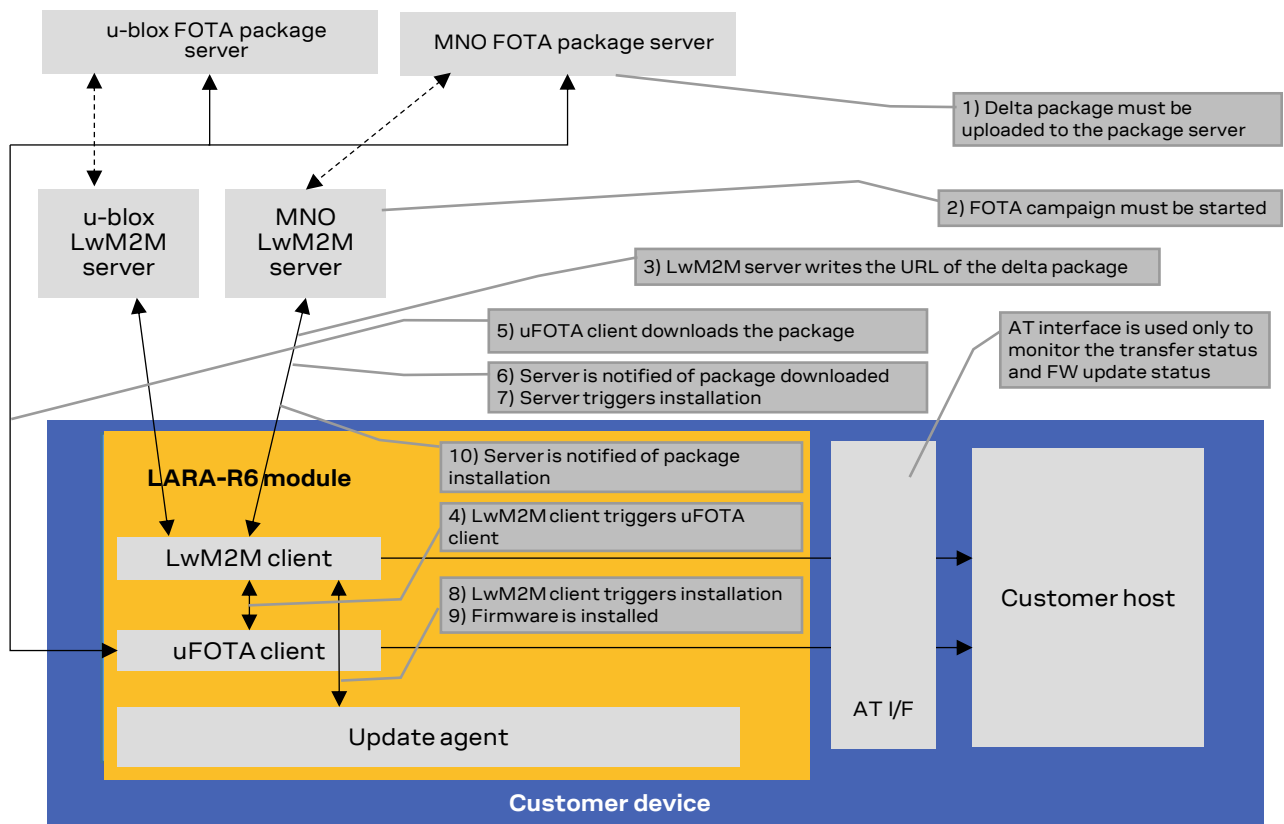 u-blox FOTA package
server
MNO FOTA package server
1) Delta package must be
uploaded to the package server
u-blox
LwM2M
server
MNO
LwM2M
server
2) FOTA campaign must be started
3) LwM2M server writes the URL of the delta package
5) uFOTA client downloads the package
AT interface is used only to
monitor the transfer status
and FW update status
6) Server is notified of package downloaded
7) Server triggers installation
10) Server is notified of package
installation
LARA-R6 module
4) LwM2M client triggers uFOTA
client
LwM2M client
8) LwM2M client triggers installation
9) Firmware is installed
Customer host
uFOTA client
AT I/F
Update agent
Customer device